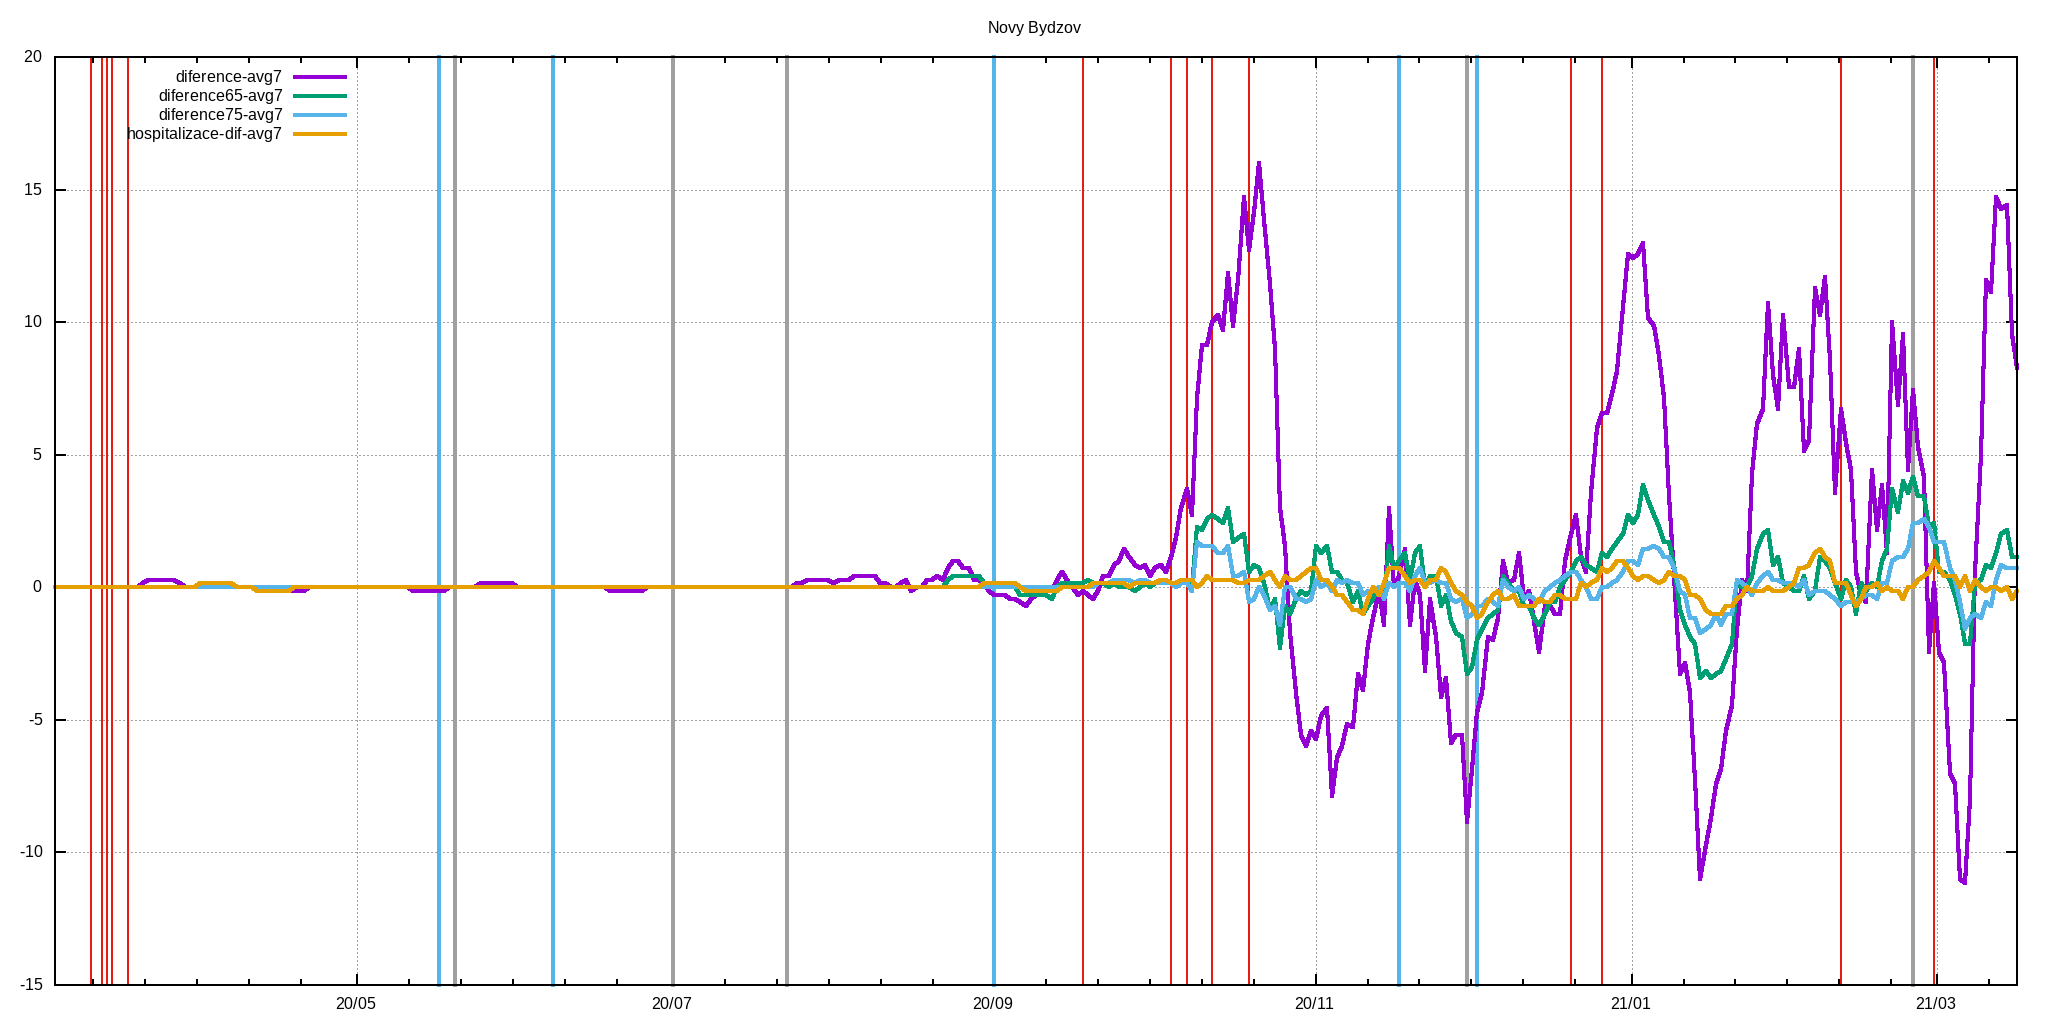 Novy Bydzov
20
diference-avg7
diference65-avg7
diference75-avg7
hospitalizace-dif-avg7
15
10
5
0
-5
-10
-15
20/05 20/07 20/09 20/11 21/01 21/03